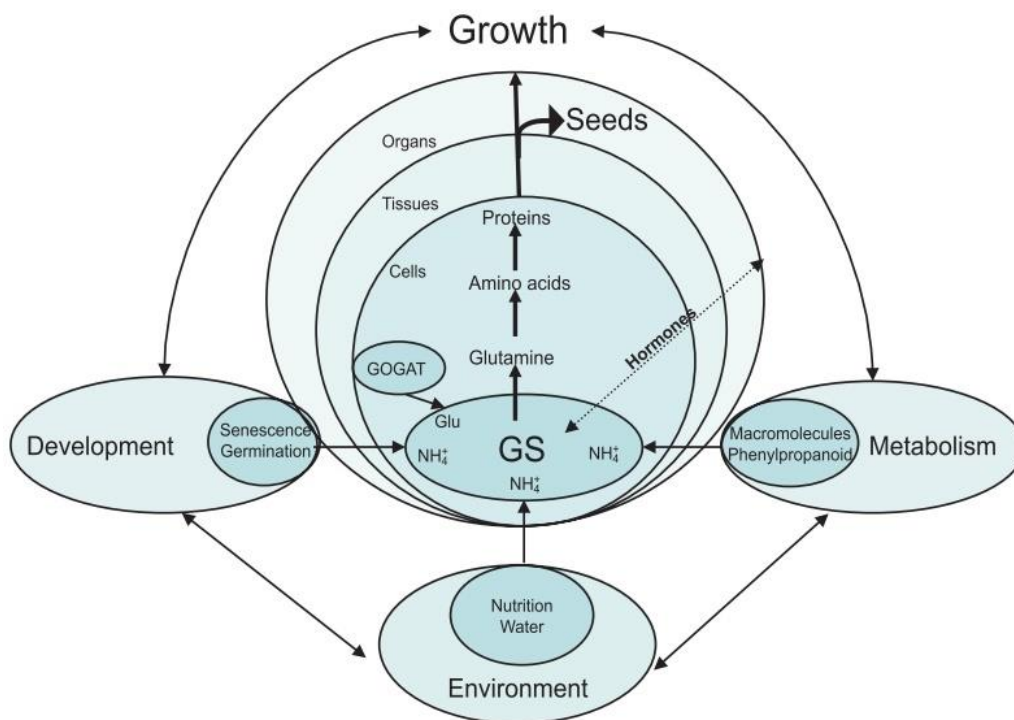 Growth
Seeds
Organs
Tissues
Proteins
Cells
Amino acids
Hormones
GOGAT
Glutamine
Glu
Development
Senescence
Germination
NH₄⁺
GS
NH₄⁺
NH₄⁺
Macromolecules
Phenylpropanoid
Metabolism
Nutrition
Water
Environment